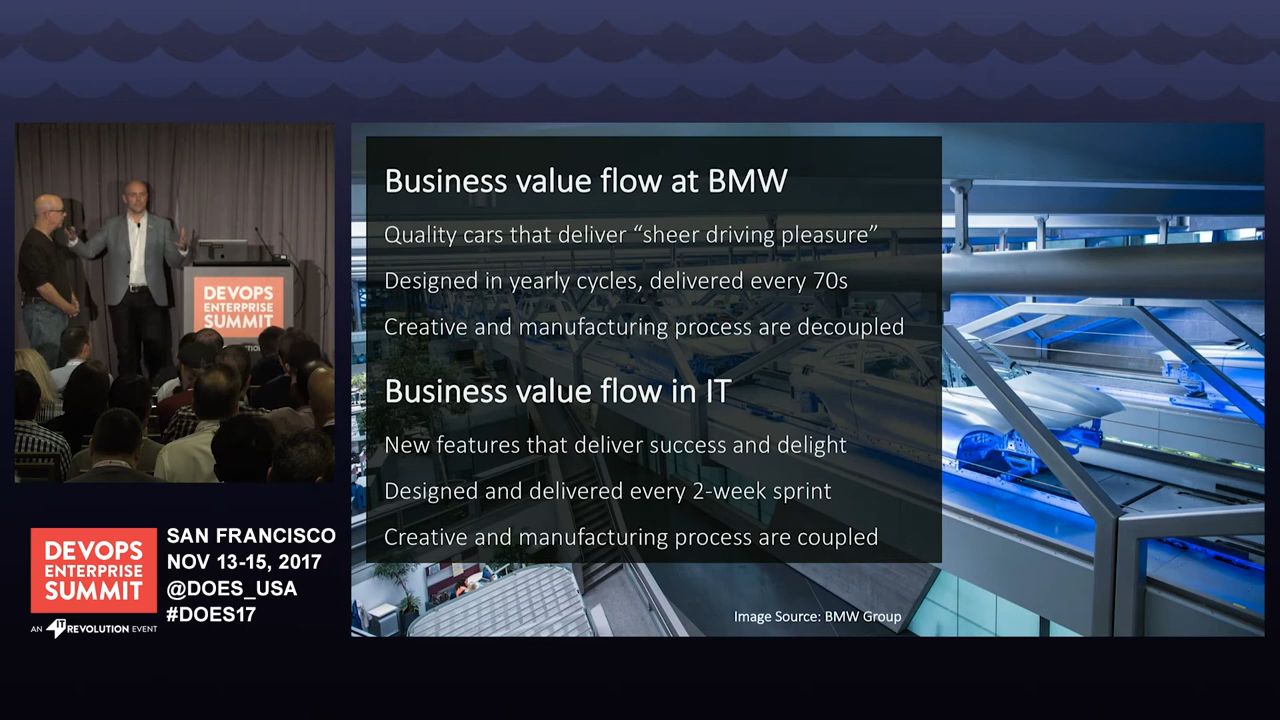 DEVOPS
ENTERPRISE
SUMMIT
Business value flow at BMW
Quality cars that deliver “sheer driving pleasure”
Designed in yearly cycles, delivered every 70s
Creative and manufacturing process are decoupled
Business value flow in IT
New features that deliver success and delight
Designed and delivered every 2-week sprint
Creative and manufacturing process are coupled
Image Source: BMW Group
DEVOPS
ENTERPRISE
SUMMIT
AN IT REVOLUTION EVENT
SAN FRANCISCO
NOV 13-15, 2017
@DOES_USA
#DOES17